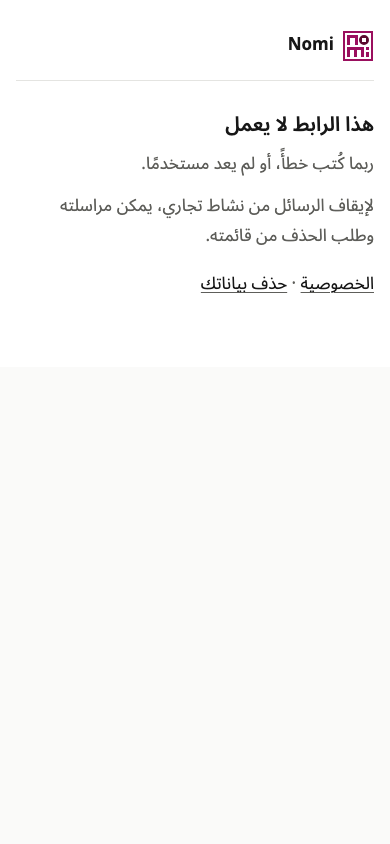 Nomi
هذا الرابط لا يعمل
ربما كُتب خطأً، أو لم يعد مستخدمًا.
لإيقاف الرسائل من نشاط تجاري، يمكن مراسلته
وطلب الحذف من قائمته.
الخصوصية · حذف بياناتك